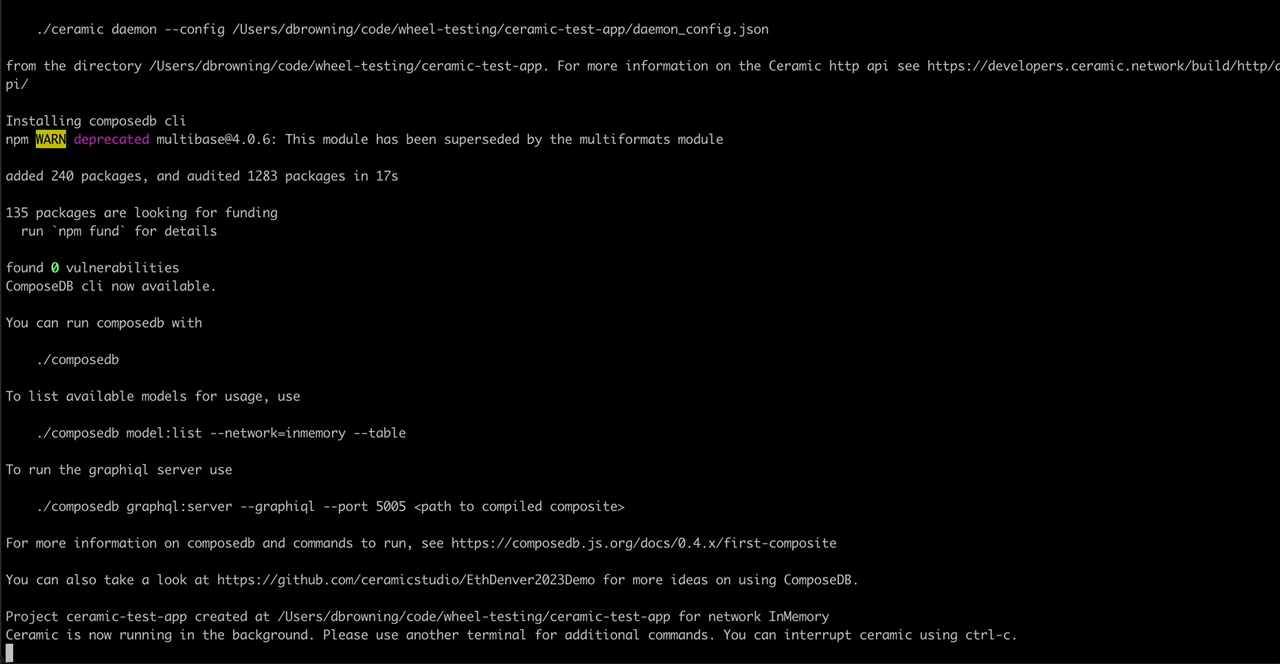 ./ceramic daemon --config /Users/dbrowning/code/wheel-testing/ceramic-test-app/daemon_config.json
from the directory /Users/dbrowning/code/wheel-testing/ceramic-test-app. For more information on the Ceramic http api see https://developers.ceramic.network/build/http/a
pi/
Installing composedb cli
npm WARN deprecated multibase@4.0.6: This module has been superseded by the multiformats module
added 240 packages, and audited 1283 packages in 17s
135 packages are looking for funding
run `npm fund` for details
found 0 vulnerabilities
ComposeDB cli now available.
You can run composedb with
./composedb
To list available models for usage, use
./composedb model:list --network=inmemory --table
To run the graphiql server use
./composedb graphql:server --graphiql --port 5005 <path to compiled composite>
For more information on composedb and commands to run, see https://composedb.js.org/docs/0.4.x/first-composite
You can also take a look at https://github.com/ceramicstudio/EthDenver2023Demo for more ideas on using ComposeDB.
Project ceramic-test-app created at /Users/dbrowning/code/wheel-testing/ceramic-test-app for network InMemory
Ceramic is now running in the background. Please use another terminal for additional commands. You can interrupt ceramic using ctrl-c.